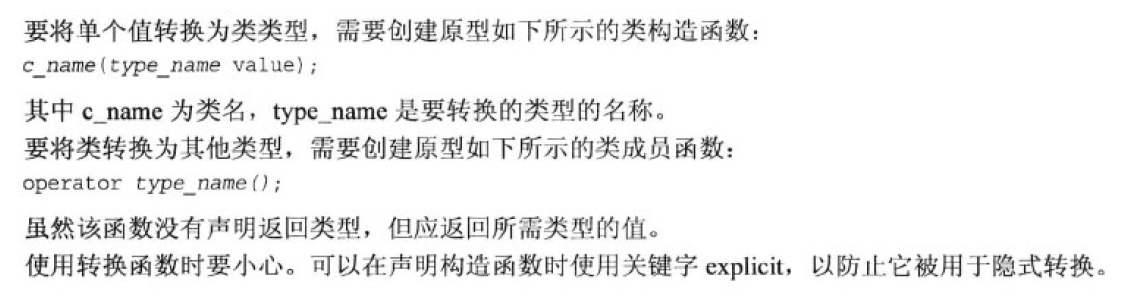 要将单个值转换为类类型，需要创建原型如下所示的类构造函数：
c_name(type_name value);
其中 c_name 为类名，type_name 是要转换的类型的名称。
要将类转换为其他类型，需要创建原型如下所示的类成员函数：
operator type_name();
虽然该函数没有声明返回类型，但应返回所需类型的值。
使用转换函数时要小心。可以在声明构造函数时使用关键字 explicit，以防止它被用于隐式转换。